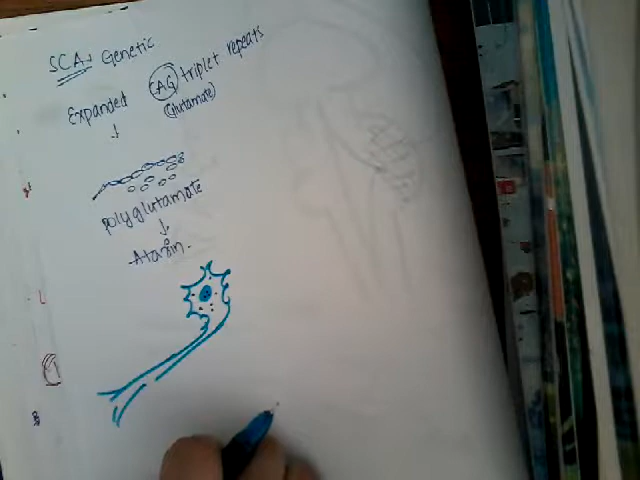 SCA, Genetic
Expanded CAG triplet repeats
(Glutamate)
polyglutamate
Ataxin.